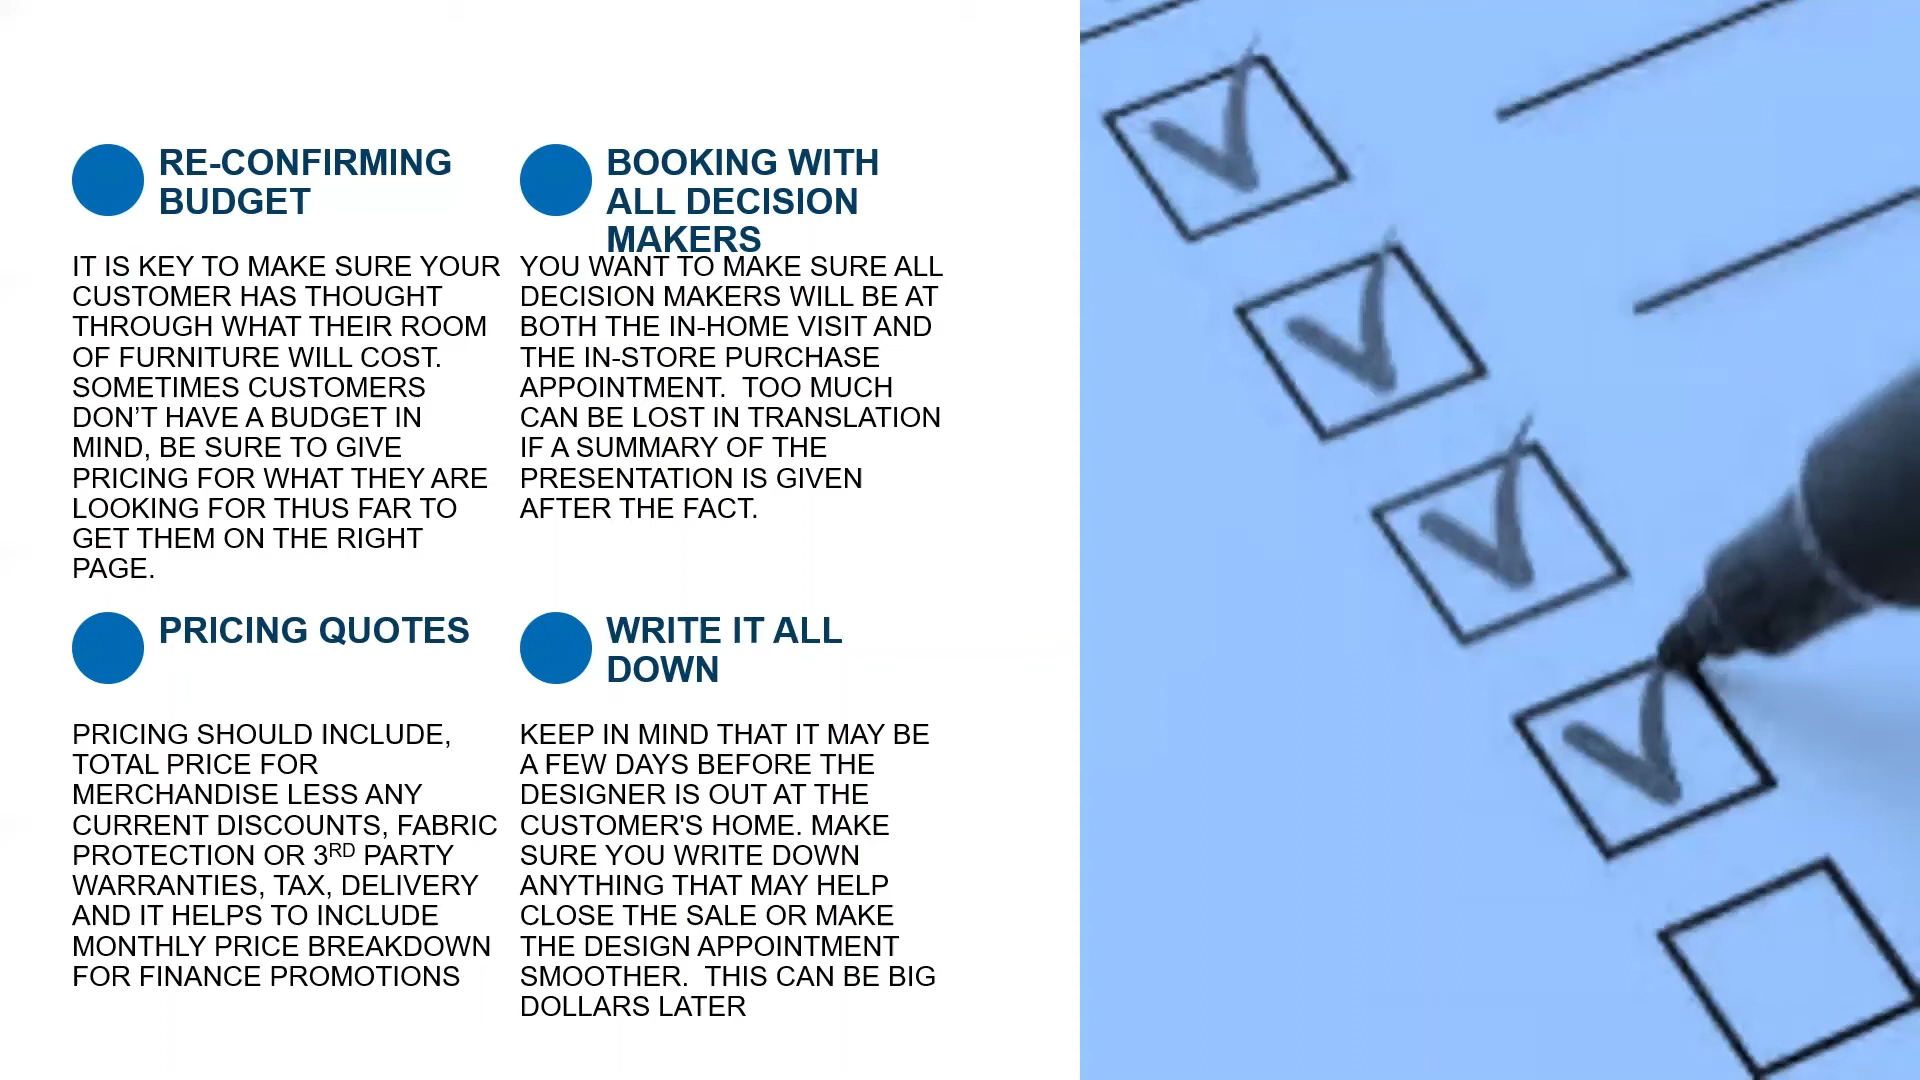 RE-CONFIRMING
BUDGET
IT IS KEY TO MAKE SURE YOUR
CUSTOMER HAS THOUGHT
THROUGH WHAT THEIR ROOM
OF FURNITURE WILL COST.
SOMETIMES CUSTOMERS
DON’T HAVE A BUDGET IN
MIND, BE SURE TO GIVE
PRICING FOR WHAT THEY ARE
LOOKING FOR THUS FAR TO
GET THEM ON THE RIGHT
PAGE.
BOOKING WITH
ALL DECISION
MAKERS
YOU WANT TO MAKE SURE ALL
DECISION MAKERS WILL BE AT
BOTH THE IN-HOME VISIT AND
THE IN-STORE PURCHASE
APPOINTMENT.  TOO MUCH
CAN BE LOST IN TRANSLATION
IF A SUMMARY OF THE
PRESENTATION IS GIVEN
AFTER THE FACT.
PRICING QUOTES
PRICING SHOULD INCLUDE,
TOTAL PRICE FOR
MERCHANDISE LESS ANY
CURRENT DISCOUNTS, FABRIC
PROTECTION OR 3RD PARTY
WARRANTIES, TAX, DELIVERY
AND IT HELPS TO INCLUDE
MONTHLY PRICE BREAKDOWN
FOR FINANCE PROMOTIONS
WRITE IT ALL
DOWN
KEEP IN MIND THAT IT MAY BE
A FEW DAYS BEFORE THE
DESIGNER IS OUT AT THE
CUSTOMER'S HOME. MAKE
SURE YOU WRITE DOWN
ANYTHING THAT MAY HELP
CLOSE THE SALE OR MAKE
THE DESIGN APPOINTMENT
SMOOTHER.  THIS CAN BE BIG
DOLLARS LATER